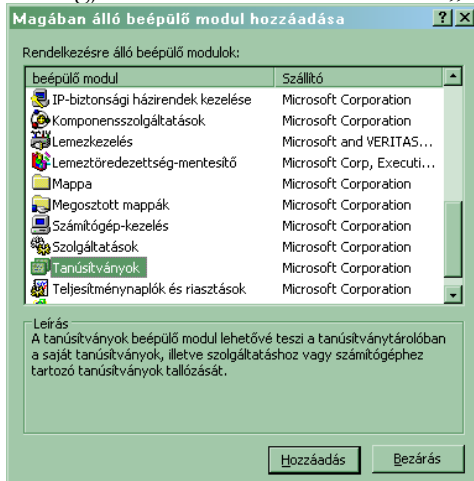 Magában álló beépülő modul hozzáadása
Rendelkezésre álló beépülő modulok:
beépülő modul Szállító
IP-biztonsági házirendek kezelése Microsoft Corporation
Komponensszolgáltatások Microsoft Corporation
Lemezkezelés Microsoft and VERITAS...
Lemeztöredezettség-mentesítő Microsoft Corp, Executi...
Mappa Microsoft Corporation
Megosztott mappák Microsoft Corporation
Számítógép-kezelés Microsoft Corporation
Szolgáltatások Microsoft Corporation
Tanúsítványok Microsoft Corporation
Teljesítménynaplók és riasztások Microsoft Corporation
Leírás
A tanúsítványok beépülő modul lehetővé teszi a tanúsítványtárolóban
a saját tanúsítványok, illetve szolgáltatáshoz vagy számítógéphez
tartozó tanúsítványok tallózását.
Hozzáadás Bezárás